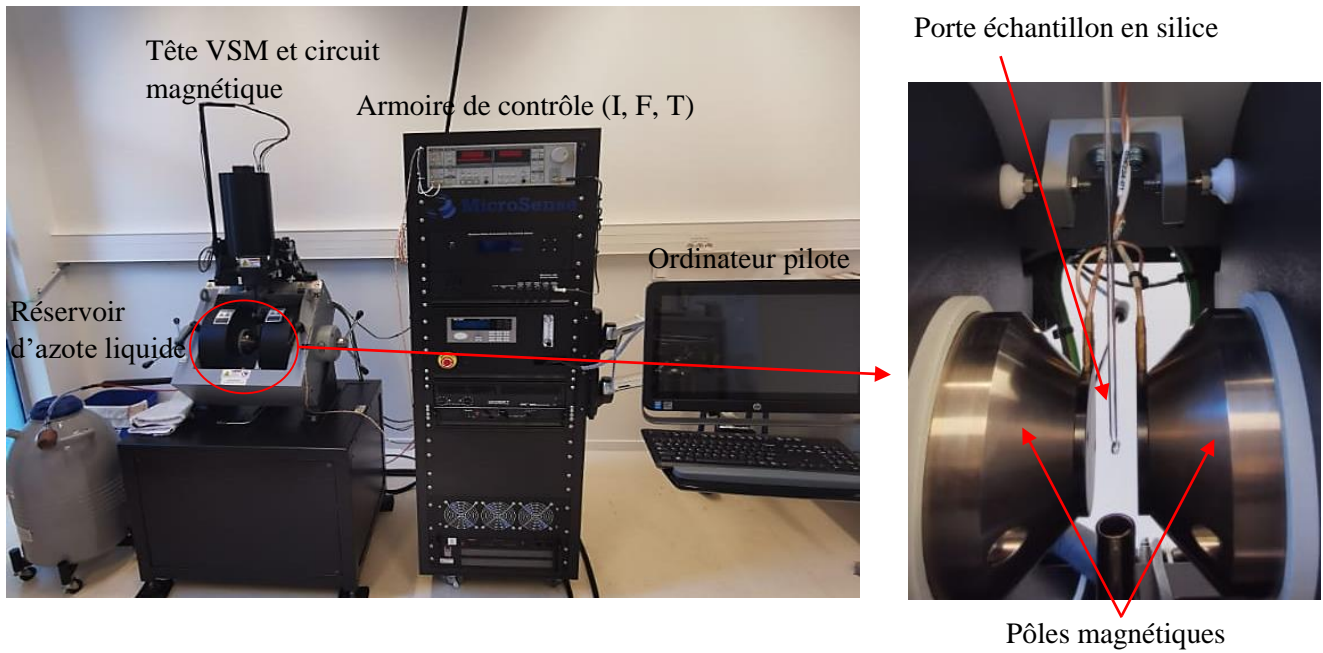 Tête VSM et circuit
magnétique
Armoire de contrôle (I, F, T)
MicroSense
Ordinateur pilote
Réservoir
d'azote liquide
Porte échantillon en silice
Pôles magnétiques